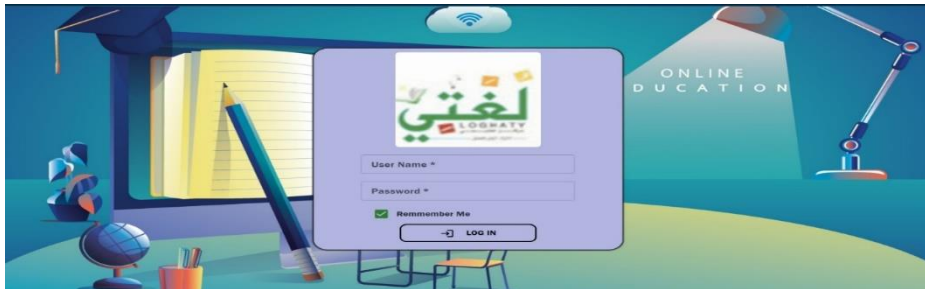 لغتي
LOGHATY
ONLINE
DUCATION
User Name *
Password *
Remmember Me
LOG IN